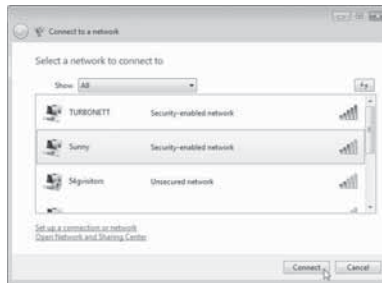 Connect to a network
Select a network to connect to
Show All
TURBONETT Security-enabled network
Sunny Security-enabled network
Skpvisitors Unsecured network
Set up a connection or network
Open Network and Sharing Center
Connect Cancel